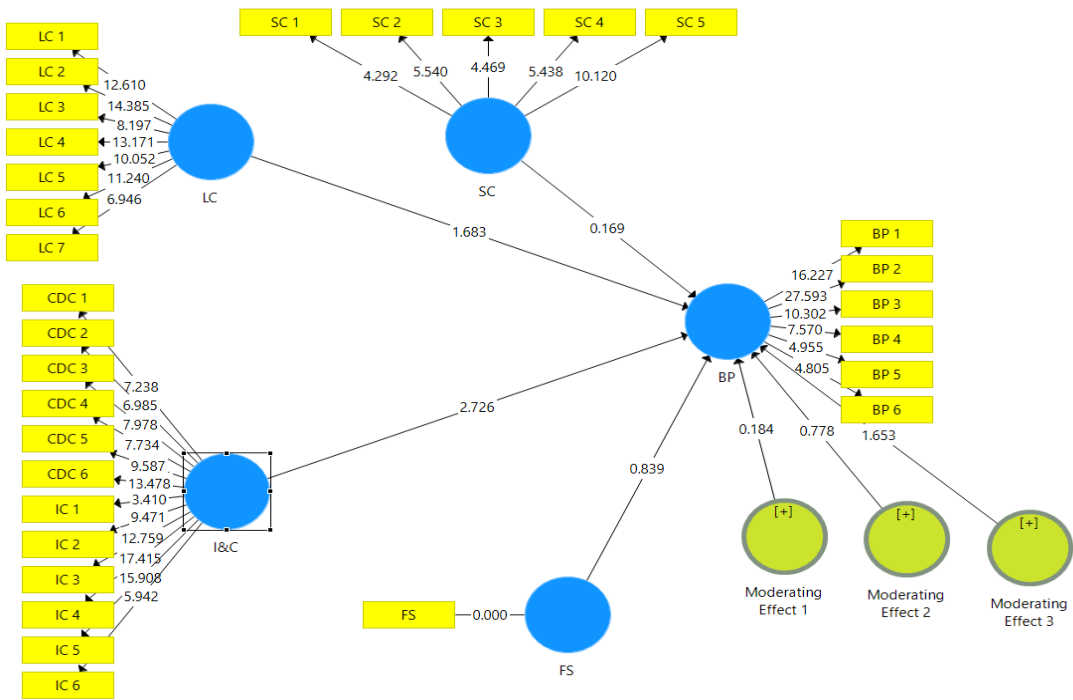 SC 1
SC 2
SC 3
SC 4
SC 5
4.292
5.540
4.469
5.438
10.120
SC
LC 1
LC 2
LC 3
LC 4
LC 5
LC 6
LC 7
12.610
14.385
8.197
13.171
10.052
11.240
6.946
LC
1.683
0.169
CDC 1
CDC 2
CDC 3
CDC 4
CDC 5
CDC 6
IC 1
IC 2
IC 3
IC 4
IC 5
IC 6
7.238
6.985
7.978
7.734
9.587
13.478
3.410
9.471
12.759
17.415
15.908
5.942
I&C
2.726
BP 1
BP 2
BP 3
BP 4
BP 5
BP 6
16.227
27.593
10.302
7.570
4.955
4.805
BP
0.839
0.184
0.778
1.653
FS
0.000
FS
[+]
Moderating
Effect 1
[+]
Moderating
Effect 2
[+]
Moderating
Effect 3